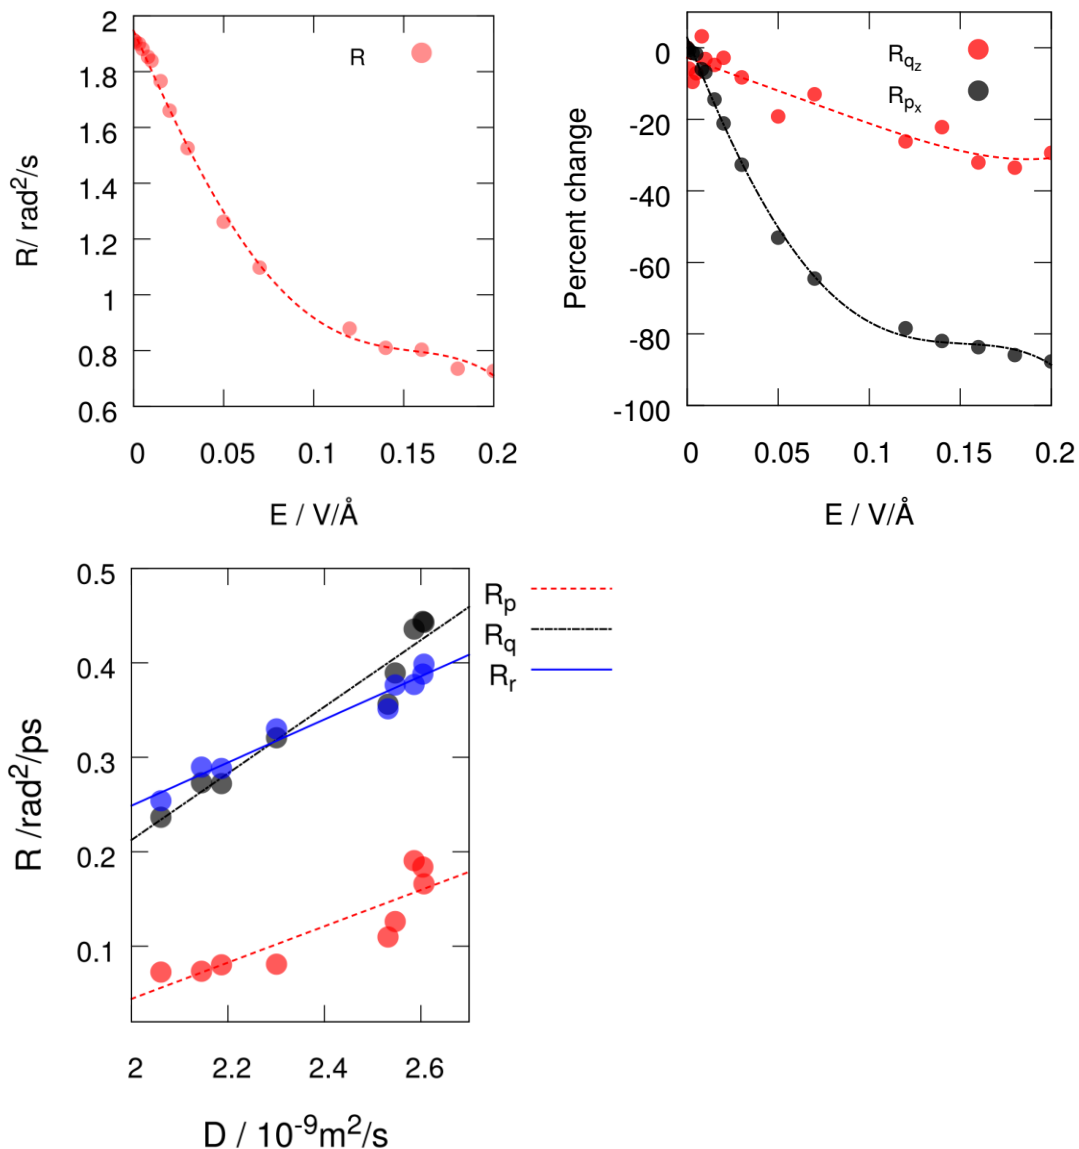 2
1.8
1.6
1.4
1.2
1
0.8
0.6
R/ rad²/s
R
0 0.05 0.1 0.15 0.2
E / V/Å
0
-20
-40
-60
-80
-100
Percent change
R_qz
R_px
0 0.05 0.1 0.15 0.2
E / V/Å
0.5
0.4
0.3
0.2
0.1
R /rad²/ps
R_p
R_q
R_r
2 2.2 2.4 2.6
D / 10⁻⁹m²/s